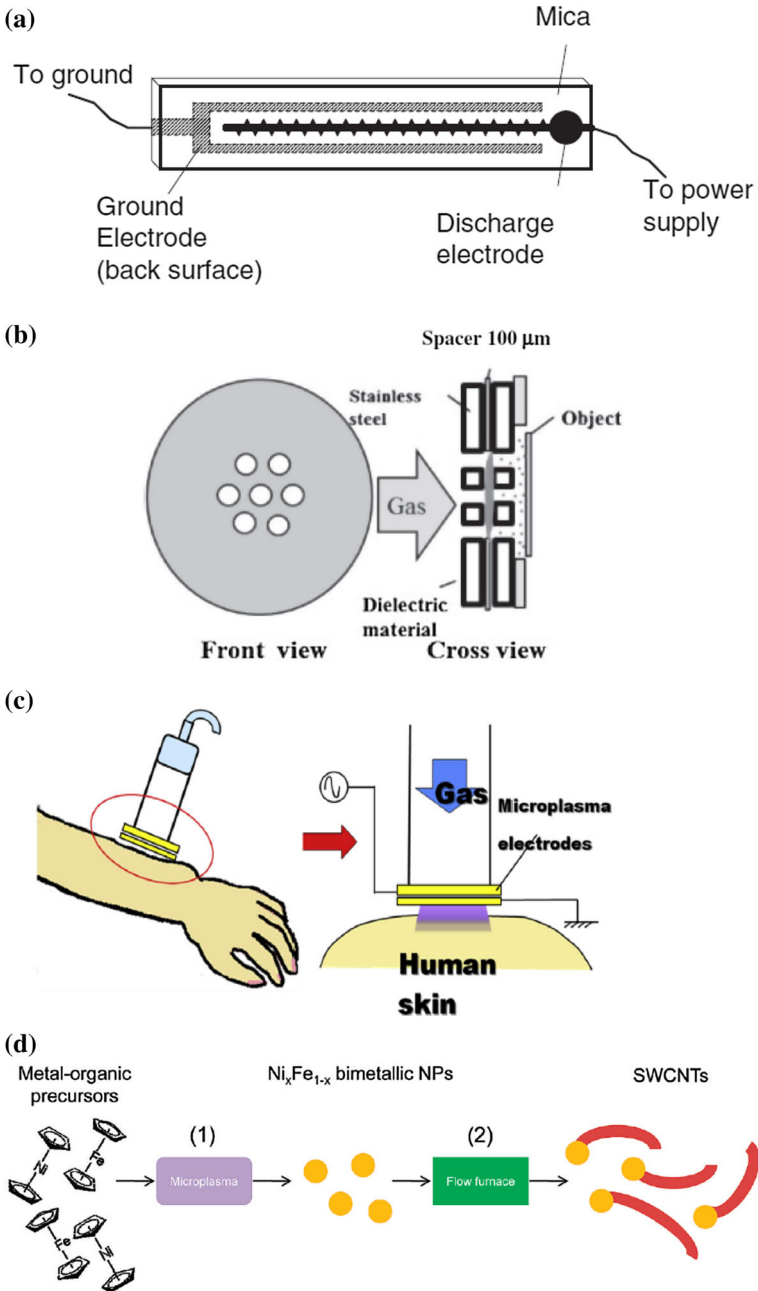 (a)
Mica
To ground
Ground
Electrode
(back surface)
Discharge
electrode
To power
supply
(b)
Spacer 100 μm
Stainless
steel
Object
Gas
Dielectric
material
Front view
Cross view
(c)
Gas
Microplasma
electrodes
Human
skin
(d)
Metal-organic
precursors
NixFe1-x bimetallic NPs
SWCNTs
(1)
(2)
Ni
Fe
Microplasma
Flow furnace
Fe
Ni